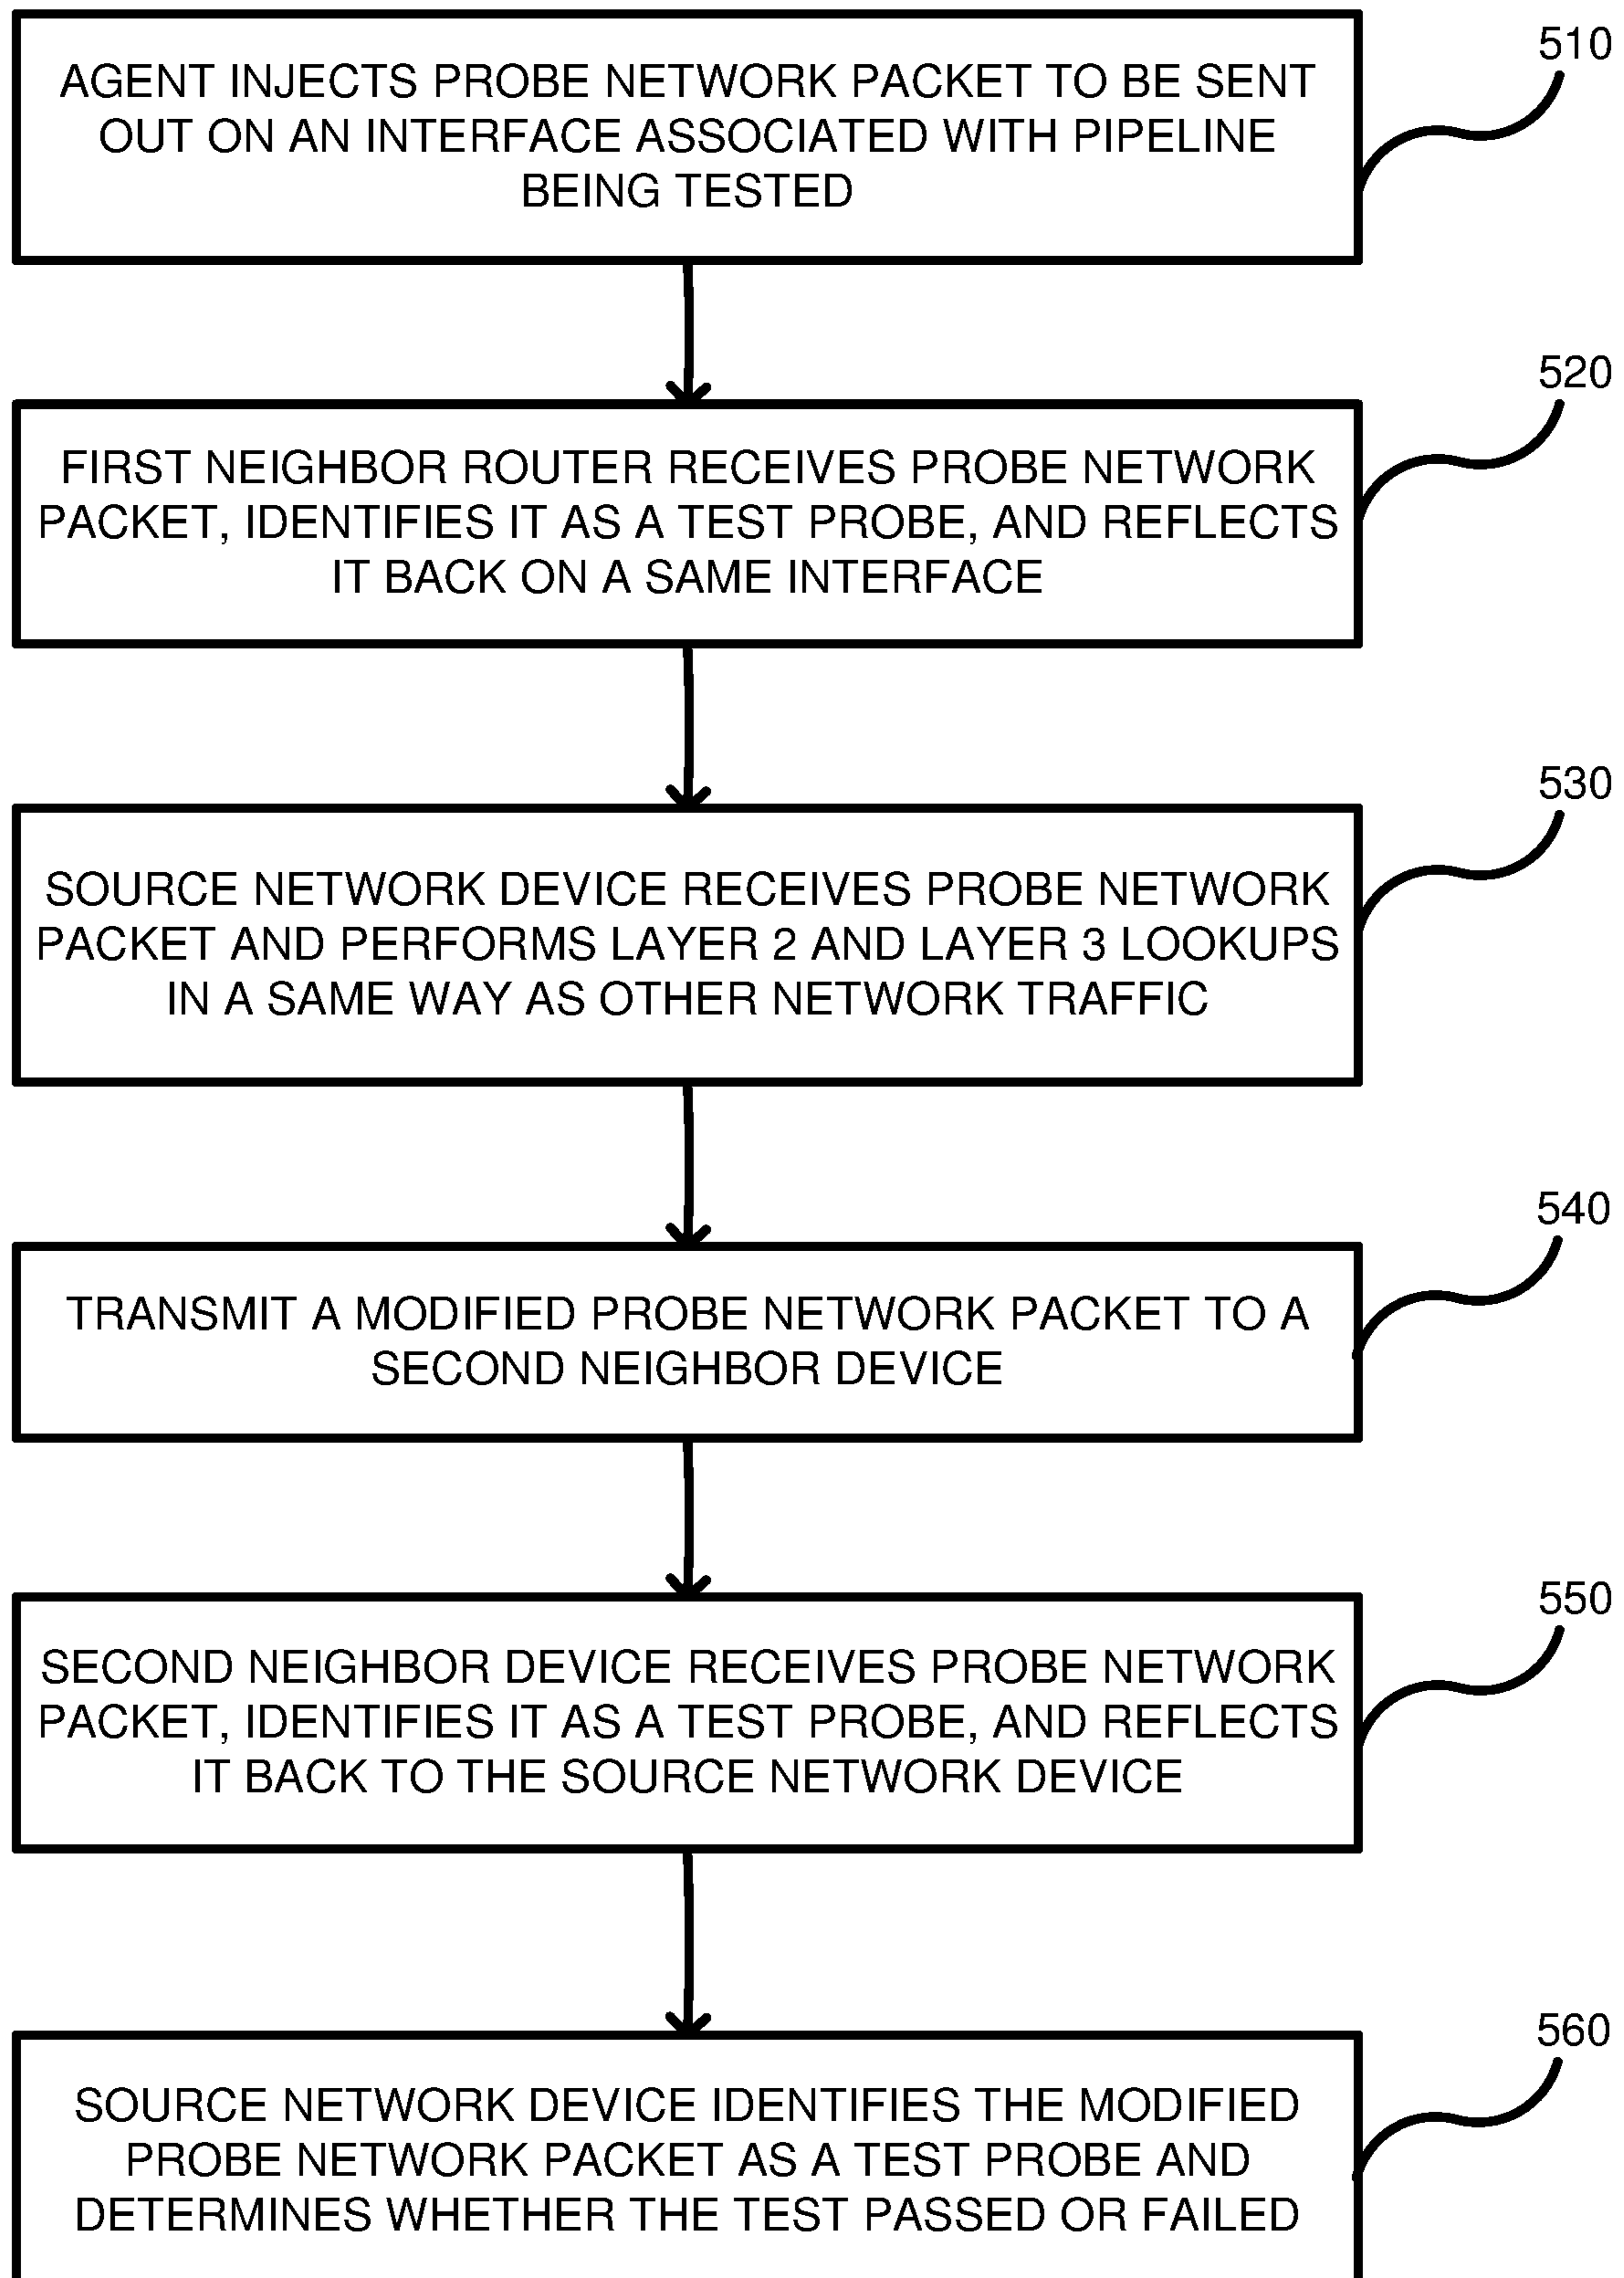 510
AGENT INJECTS PROBE NETWORK PACKET TO BE SENT
OUT ON AN INTERFACE ASSOCIATED WITH PIPELINE
BEING TESTED
520
FIRST NEIGHBOR ROUTER RECEIVES PROBE NETWORK
PACKET, IDENTIFIES IT AS A TEST PROBE, AND REFLECTS
IT BACK ON A SAME INTERFACE
530
SOURCE NETWORK DEVICE RECEIVES PROBE NETWORK
PACKET AND PERFORMS LAYER 2 AND LAYER 3 LOOKUPS
IN A SAME WAY AS OTHER NETWORK TRAFFIC
540
TRANSMIT A MODIFIED PROBE NETWORK PACKET TO A
SECOND NEIGHBOR DEVICE
550
SECOND NEIGHBOR DEVICE RECEIVES PROBE NETWORK
PACKET, IDENTIFIES IT AS A TEST PROBE, AND REFLECTS
IT BACK TO THE SOURCE NETWORK DEVICE
560
SOURCE NETWORK DEVICE IDENTIFIES THE MODIFIED
PROBE NETWORK PACKET AS A TEST PROBE AND
DETERMINES WHETHER THE TEST PASSED OR FAILED